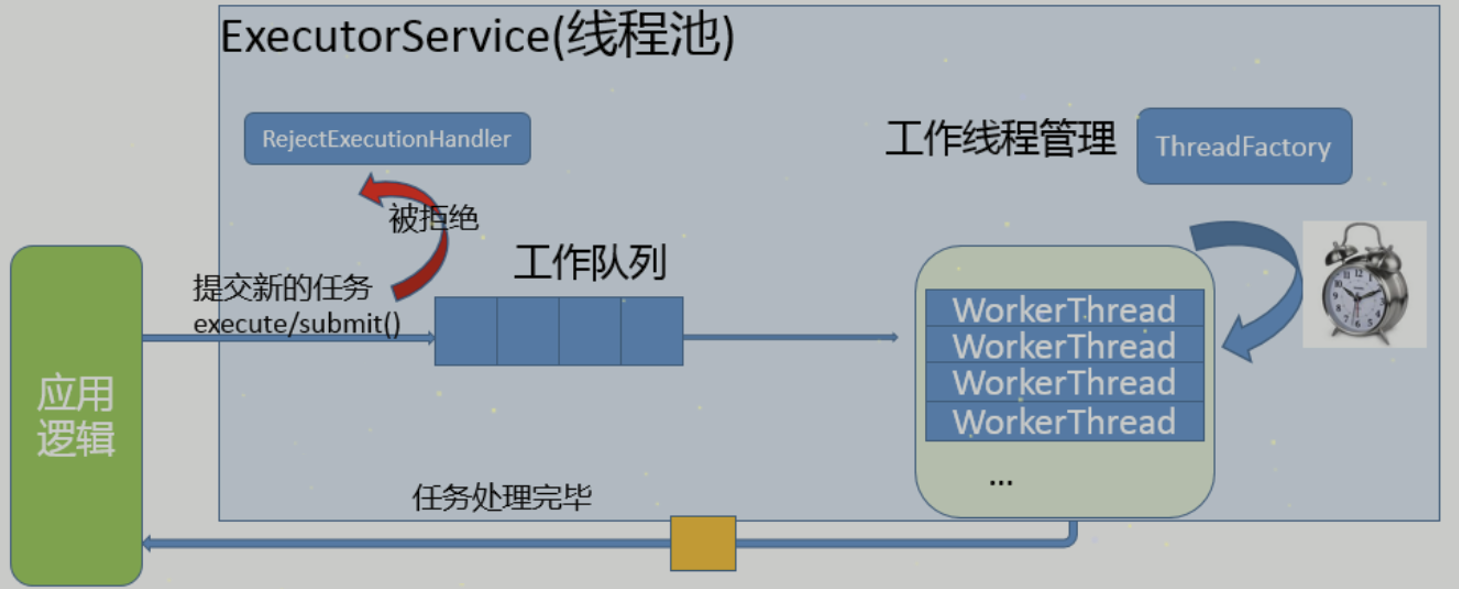 ExecutorService(线程池)
RejectExecutionHandler
工作线程管理
ThreadFactory
被拒绝
工作队列
提交新的任务
execute/submit()
WorkerThread
WorkerThread
WorkerThread
WorkerThread
...
应用
逻辑
任务处理完毕